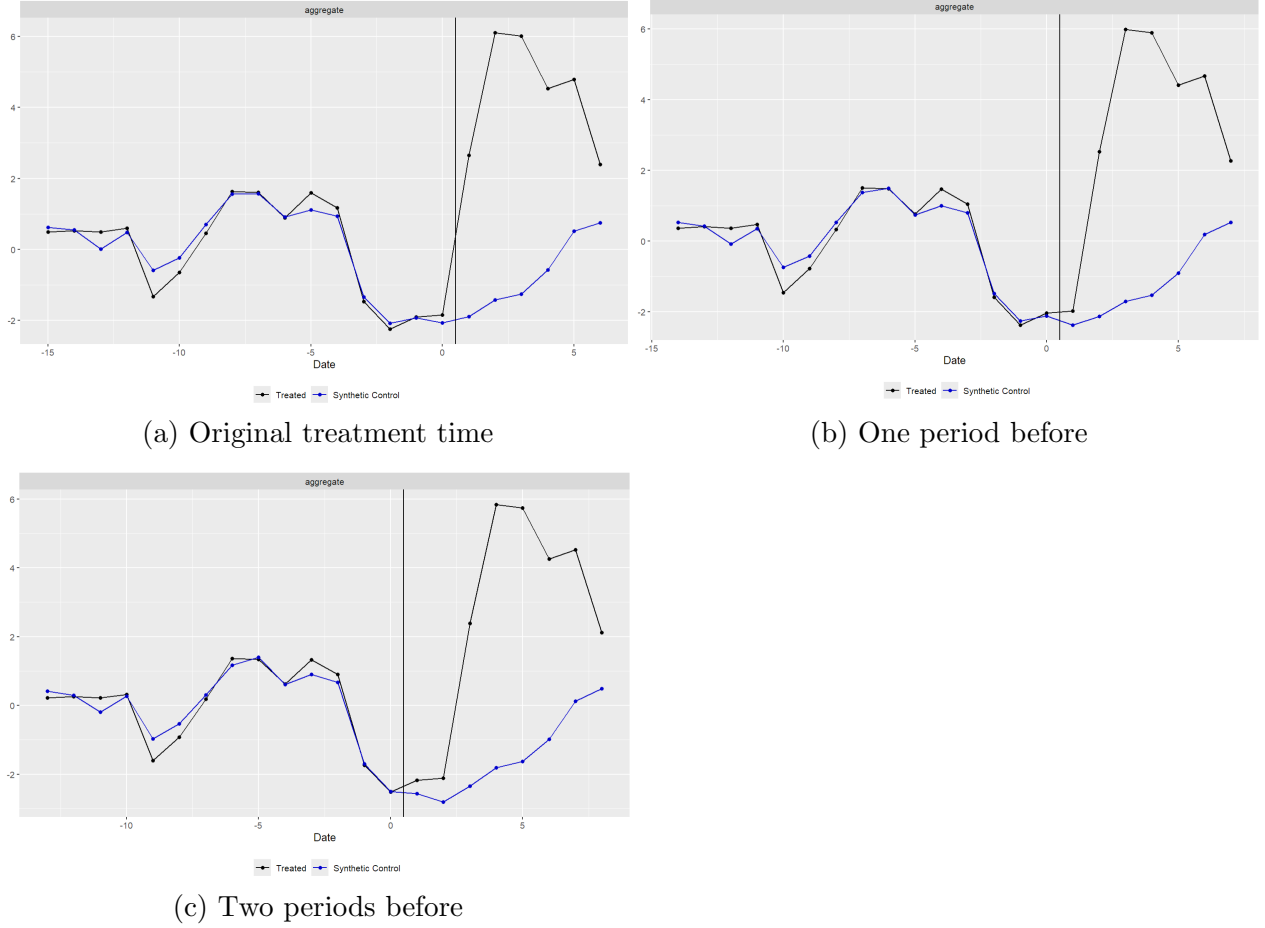 aggregate
6
4
2
0
-2
-15
-10
-5
0
5
Date
Treated
Synthetic Control
(a) Original treatment time
aggregate
6
4
2
0
-2
-15
-10
-5
0
5
Date
Treated
Synthetic Control
(b) One period before
aggregate
6
4
2
0
-2
-10
-5
0
5
Date
Treated
Synthetic Control
(c) Two periods before